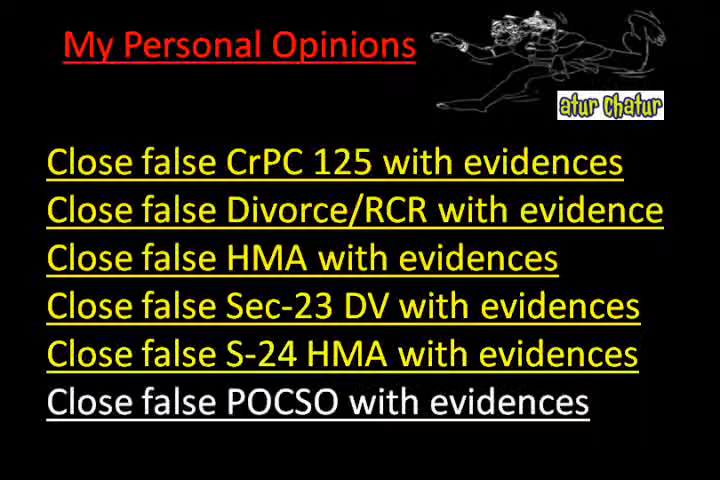 My Personal Opinions
atur Chatur
Close false CrPC 125 with evidences
Close false Divorce/RCR with evidence
Close false HMA with evidences
Close false Sec-23 DV with evidences
Close false S-24 HMA with evidences
Close false POCSO with evidences